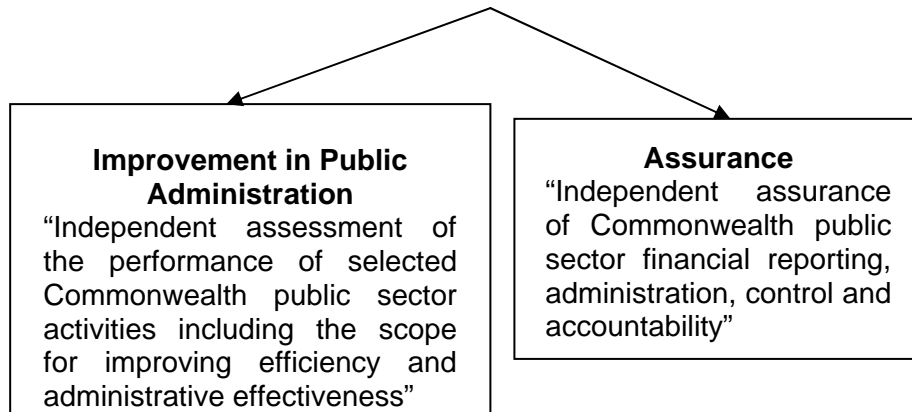 Improvement in Public
Administration
“Independent assessment of
the performance of selected
Commonwealth public sector
activities including the scope
for improving efficiency and
administrative effectiveness”
Assurance
“Independent assurance
of Commonwealth public
sector financial reporting,
administration, control and
accountability”